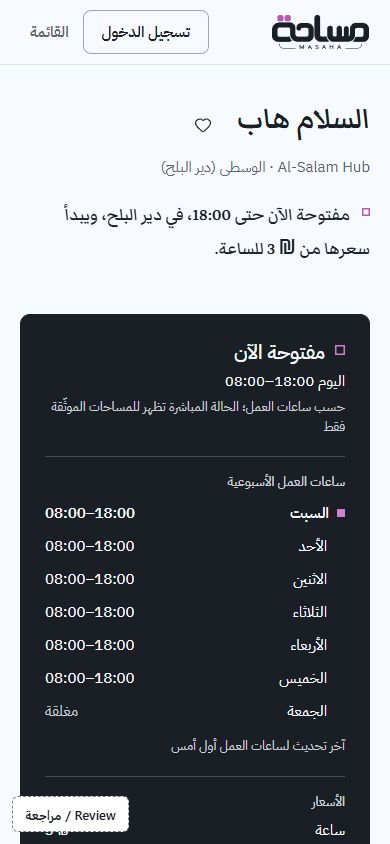 مساحة
MASAHA
تسجيل الدخول
القائمة
السلام هاب
Al-Salam Hub · الوسطى (دير البلح)
مفتوحة الآن حتى 18:00، في دير البلح، ويبدأ
سعرها من ₪ 3 للساعة.
مفتوحة الآن
اليوم 08:00–18:00
حسب ساعات العمل؛ الحالة المباشرة تظهر للمساحات الموثّقة
فقط
ساعات العمل الأسبوعية
السبت 08:00–18:00
الأحد 08:00–18:00
الاثنين 08:00–18:00
الثلاثاء 08:00–18:00
الأربعاء 08:00–18:00
الخميس 08:00–18:00
الجمعة مغلقة
آخر تحديث لساعات العمل أول أمس
الأسعار
Review / مراجعة
ساعة